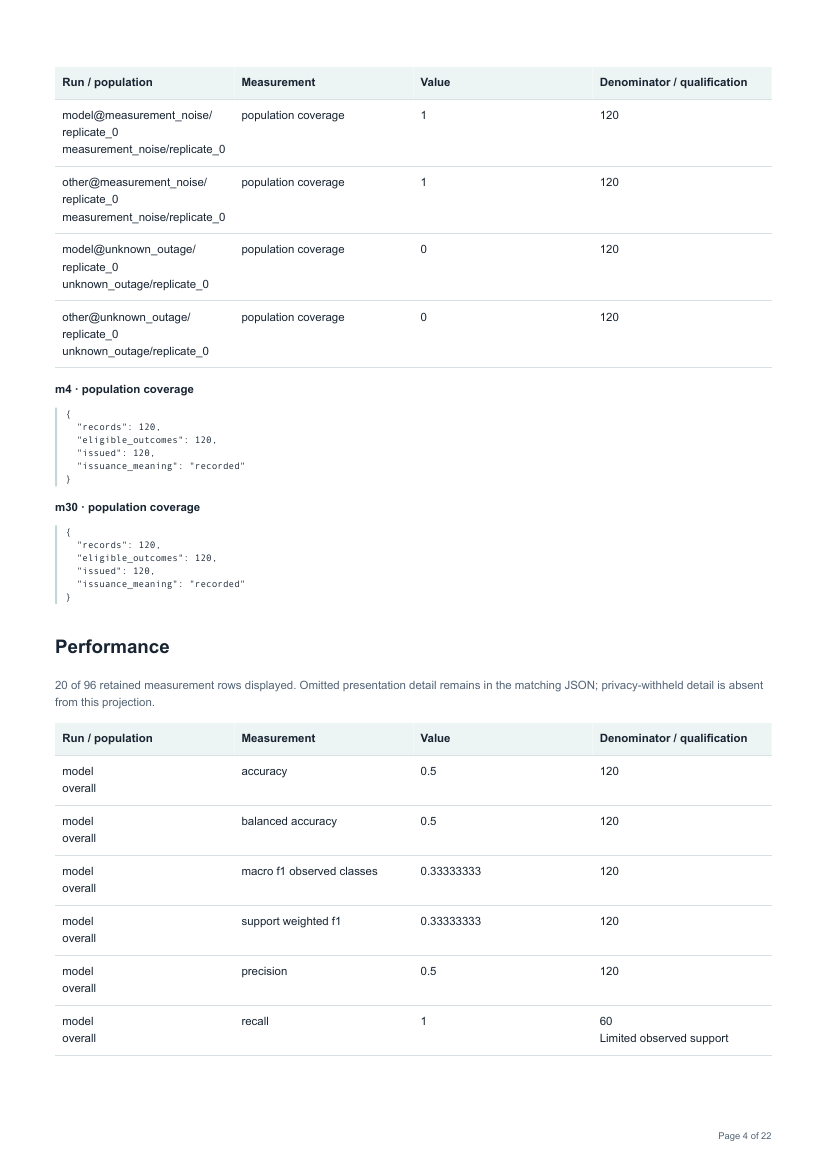 Run / population Measurement Value Denominator / qualification
model@measurement_noise/ population coverage 1 120
replicate_0
measurement_noise/replicate_0
other@measurement_noise/ population coverage 1 120
replicate_0
measurement_noise/replicate_0
model@unknown_outage/ population coverage 0 120
replicate_0
unknown_outage/replicate_0
other@unknown_outage/ population coverage 0 120
replicate_0
unknown_outage/replicate_0
m4 · population coverage
{
  "records": 120,
  "eligible_outcomes": 120,
  "issued": 120,
  "issuance_meaning": "recorded"
}
m30 · population coverage
{
  "records": 120,
  "eligible_outcomes": 120,
  "issued": 120,
  "issuance_meaning": "recorded"
}
Performance
20 of 96 retained measurement rows displayed. Omitted presentation detail remains in the matching JSON; privacy-withheld detail is absent
from this projection.
Run / population Measurement Value Denominator / qualification
model accuracy 0.5 120
overall
model balanced accuracy 0.5 120
overall
model macro f1 observed classes 0.33333333 120
overall
model support weighted f1 0.33333333 120
overall
model precision 0.5 120
overall
model recall 1 60
overall Limited observed support
Page 4 of 22